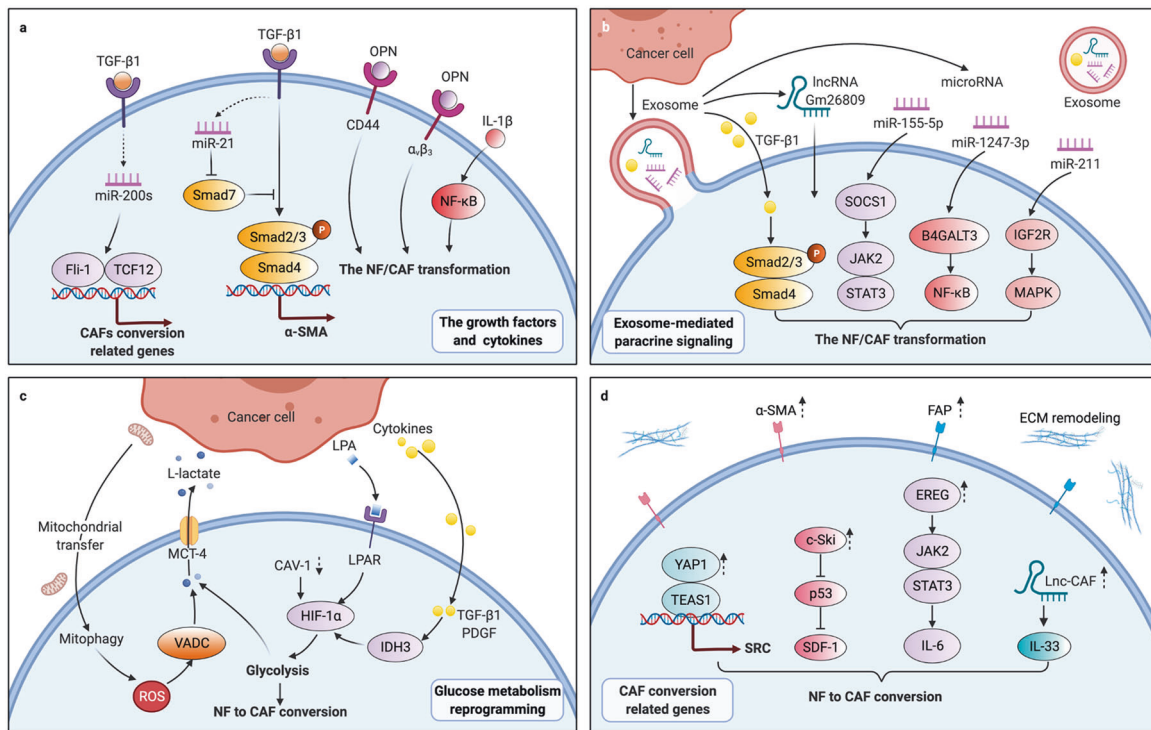 a
TGF-β1
TGF-β1
OPN
OPN
IL-1β
CD44
αvβ3
miR-21
miR-200s
Smad7
NF-κB
Smad2/3
P
Smad4
Fli-1
TCF12
The NF/CAF transformation
CAFs conversion
related genes
α-SMA
The growth factors
and cytokines
b
Cancer cell
Exosome
lncRNA
Gm26809
microRNA
Exosome
TGF-β1
miR-155-5p
miR-1247-3p
miR-211
SOCS1
B4GALT3
IGF2R
Smad2/3
P
JAK2
Smad4
STAT3
NF-κB
MAPK
Exosome-mediated
paracrine signaling
The NF/CAF transformation
c
Cancer cell
Cytokines
LPA
L-lactate
Mitochondrial
transfer
MCT-4
LPAR
CAV-1
HIF-1α
TGF-β1
PDGF
Mitophagy
VADC
IDH3
Glycolysis
ROS
NF to CAF conversion
Glucose metabolism
reprogramming
d
α-SMA
FAP
ECM remodeling
EREG
c-Ski
YAP1
JAK2
TEAS1
p53
STAT3
Lnc-CAF
SRC
SDF-1
IL-6
IL-33
CAF conversion
related genes
NF to CAF conversion